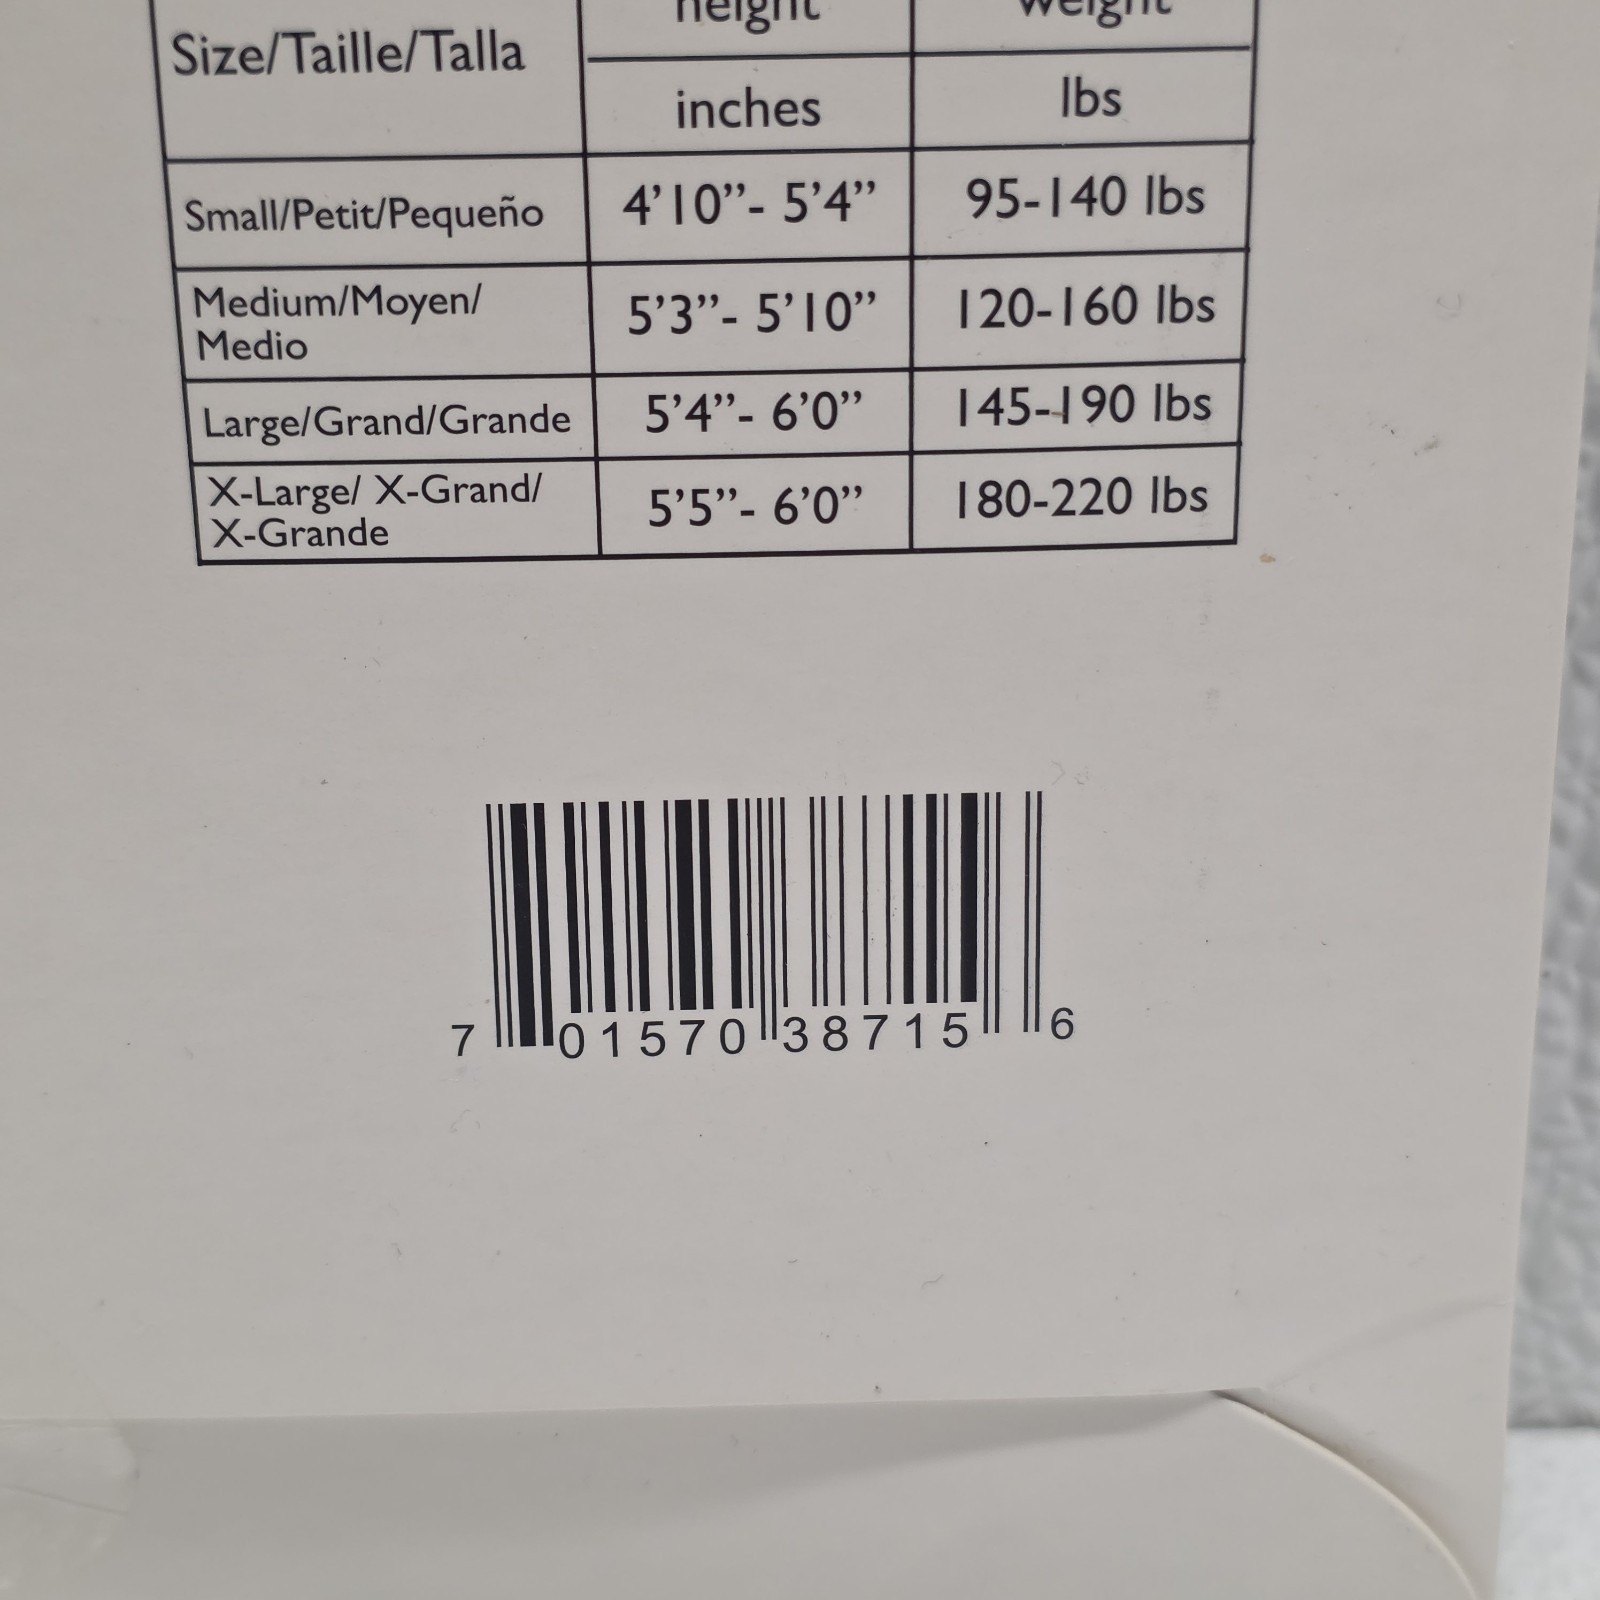 height weight
Size/Taille/Talla
inches lbs
Small/Petit/Pequeño 4’10”- 5’4” 95-140 lbs
Medium/Moyen/
Medio 5’3”- 5’10” 120-160 lbs
Large/Grand/Grande 5’4”- 6’0” 145-190 lbs
X-Large/ X-Grand/
X-Grande 5’5”- 6’0” 180-220 lbs
7 01570 38715 6